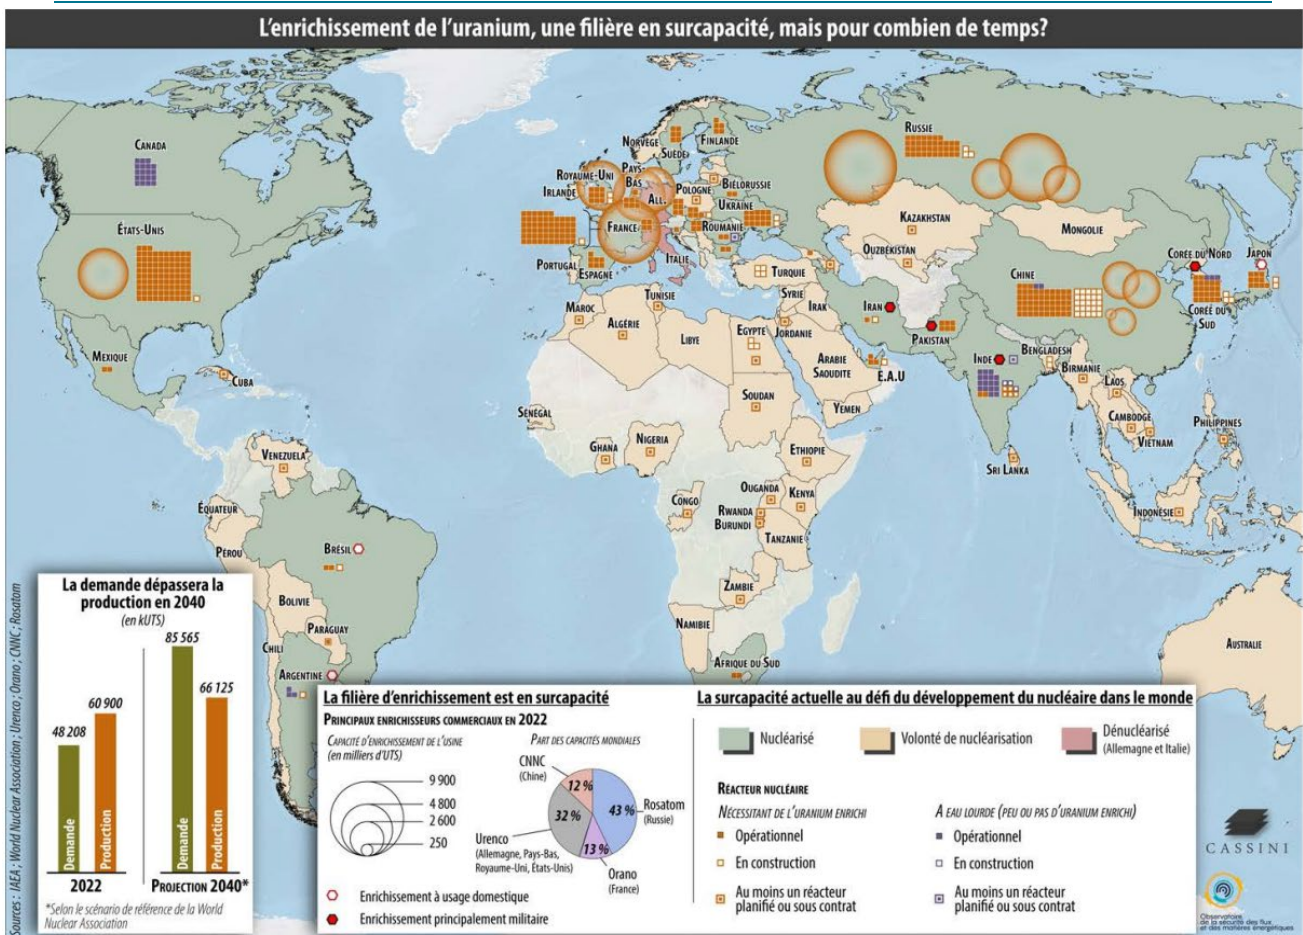 L'enrichissement de l'uranium, une filière en surcapacité, mais pour combien de temps?
Canada
États-Unis
Mexique
Cuba
Venezuela
Équateur
Pérou
Brésil
Bolivie
Paraguay
Chili
Argentine
Norvège
Suède
Finlande
Royaume-Uni
Irlande
Pays-
Bas
All.
Pologne
Biélorussie
Ukraine
France
Roumanie
Italie
Portugal
Espagne
Turquie
Russie
Kazakhstan
Ouzbékistan
Mongolie
Chine
Corée du Nord
Japon
Coréé du
Sud
Maroc
Algérie
Tunisie
Libye
Egypte
Syrie
Irak
Jordanie
Arabie
Saoudite
Iran
Pakistan
E.A.U
Yemen
Inde
Bengladesh
Birmanie
Laos
Cambodge
Vietnam
Philippines
Sri Lanka
Indonésie
Sénégal
Ghana
Nigeria
Soudan
Ethiopie
Congo
Ouganda
Rwanda
Burundi
Kenya
Tanzanie
Zambie
Namibie
Afrique du Sud
Australie
Sources : IAEA ; World Nuclear Association ; Urenco ; Orano ; CNNC ; Rosatom
La demande dépassera la
production en 2040
(en kUTS)
48 208
60 900
85 565
66 125
Demande
Production
Demande
Production
2022
Projection 2040*
*Selon le scénario de référence de la World
Nuclear Association
La filière d'enrichissement est en surcapacité
Principaux enrichisseurs commerciaux en 2022
Capacité d'enrichissement de l'usine
(en milliers d'UTS)
9 900
4 800
2 600
250
Part des capacités mondiales
CNNC
(Chine)
12 %
43 %
Rosatom
(Russie)
32 %
Urenco
(Allemagne, Pays-Bas,
Royaume-Uni, États-Unis)
13 %
Orano
(France)
Enrichissement à usage domestique
Enrichissement principalement militaire
La surcapacité actuelle au défi du développement du nucléaire dans le monde
Nucléarisé
Volonté de nucléarisation
Dénucléarisé
(Allemagne et Italie)
Réacteur nucléaire
Nécessitant de l'uranium enrichi
Opérationnel
En construction
Au moins un réacteur
planifié ou sous contrat
A eau lourde (peu ou pas d'uranium enrichi)
Opérationnel
En construction
Au moins un réacteur
planifié ou sous contrat
CASSINI
Observatoire
de la sécurité des flux
et des matières énergétiques